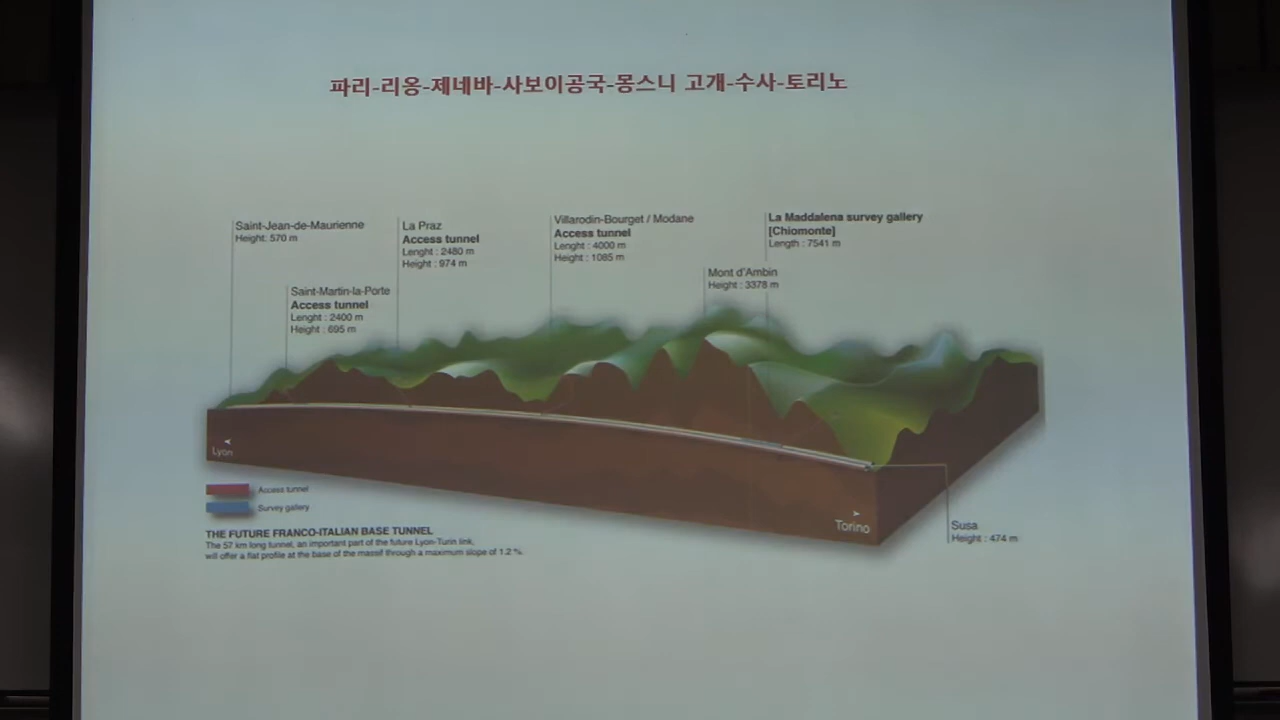 파리-리옹-제네바-사보이공국-몽스니 고개-수사-토리노
Saint-Jean-de-Maurienne
Height: 570 m
Saint-Martin-la-Porte
Access tunnel
Lenght : 2400 m
Height : 695 m
La Praz
Access tunnel
Lenght : 2480 m
Height : 974 m
Villarodin-Bourget / Modane
Access tunnel
Lenght : 4000 m
Height : 1085 m
Mont d'Ambin
Height : 3378 m
La Maddalena survey gallery
[Chiomonte]
Length : 7541 m
Lyon
Torino
Susa
Height : 474 m
Access tunnel
Survey gallery
THE FUTURE FRANCO-ITALIAN BASE TUNNEL
The 57 km long tunnel, an important part of the future Lyon-Turin link,
will offer a flat profile at the base of the massif through a maximum slope of 1.2 %.